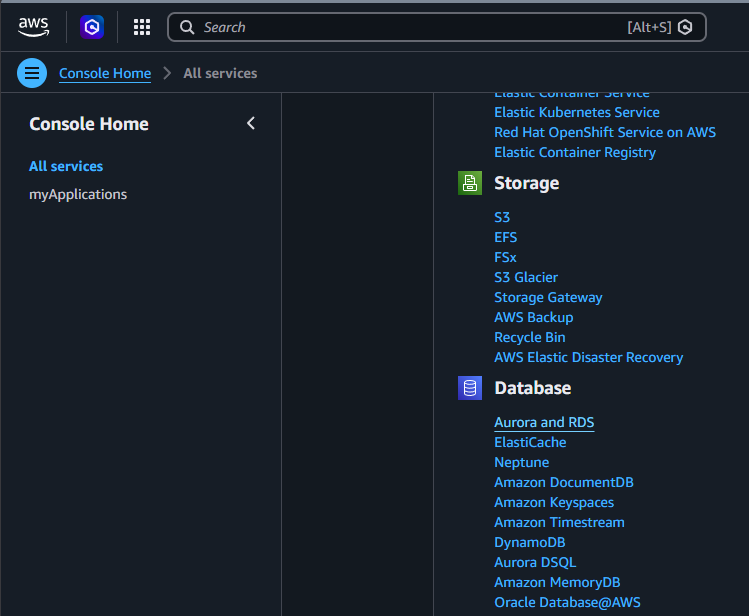 aws
Search
[Alt+S]
Console Home
All services
Console Home
All services
myApplications
Elastic Container Service
Elastic Kubernetes Service
Red Hat OpenShift Service on AWS
Elastic Container Registry
Storage
S3
EFS
FSx
S3 Glacier
Storage Gateway
AWS Backup
Recycle Bin
AWS Elastic Disaster Recovery
Database
Aurora and RDS
ElastiCache
Neptune
Amazon DocumentDB
Amazon Keyspaces
Amazon Timestream
DynamoDB
Aurora DSQL
Amazon MemoryDB
Oracle Database@AWS